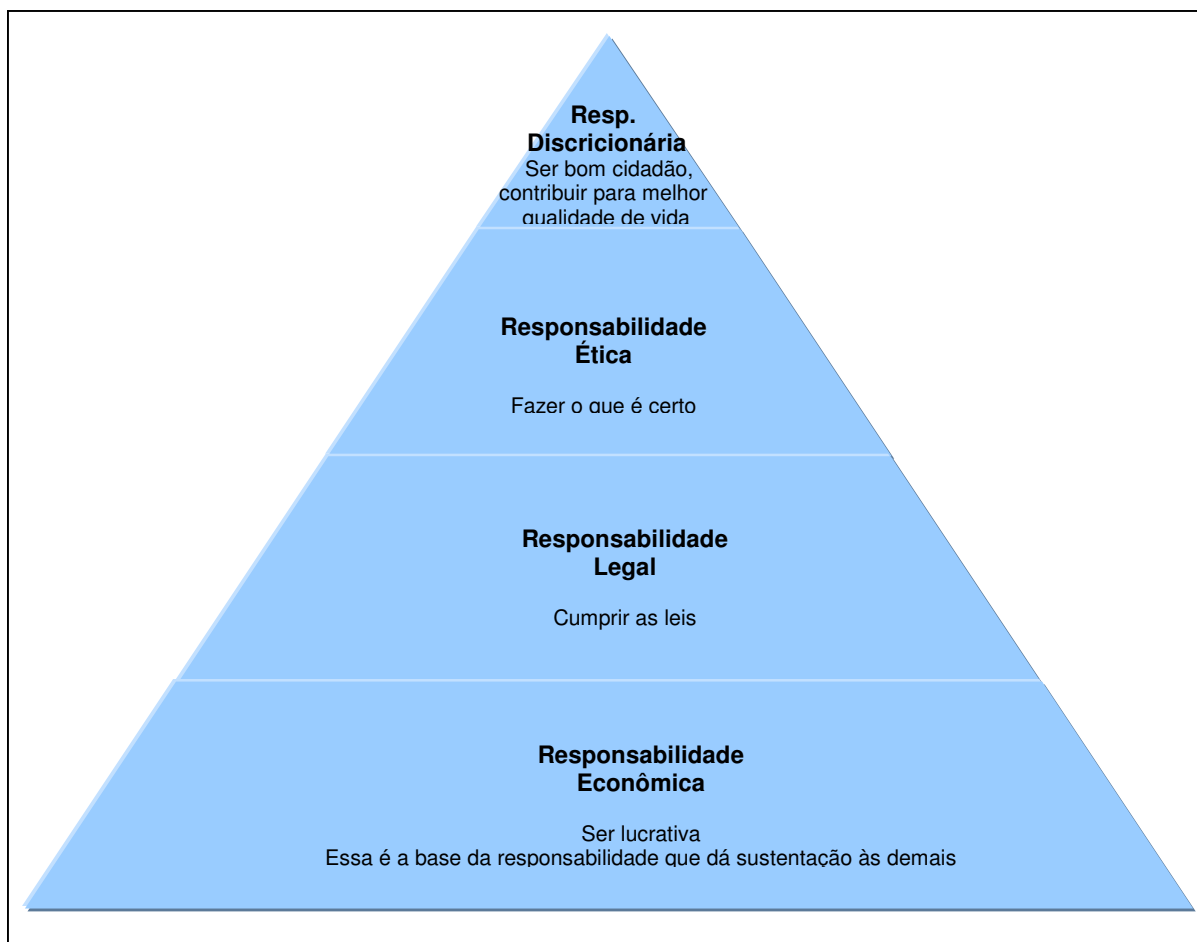 Resp.
Discricionária
Ser bom cidadão,
contribuir para melhor
qualidade de vida
Responsabilidade
Ética
Fazer o que é certo
Responsabilidade
Legal
Cumprir as leis
Responsabilidade
Econômica
Ser lucrativa
Essa é a base da responsabilidade que dá sustentação às demais